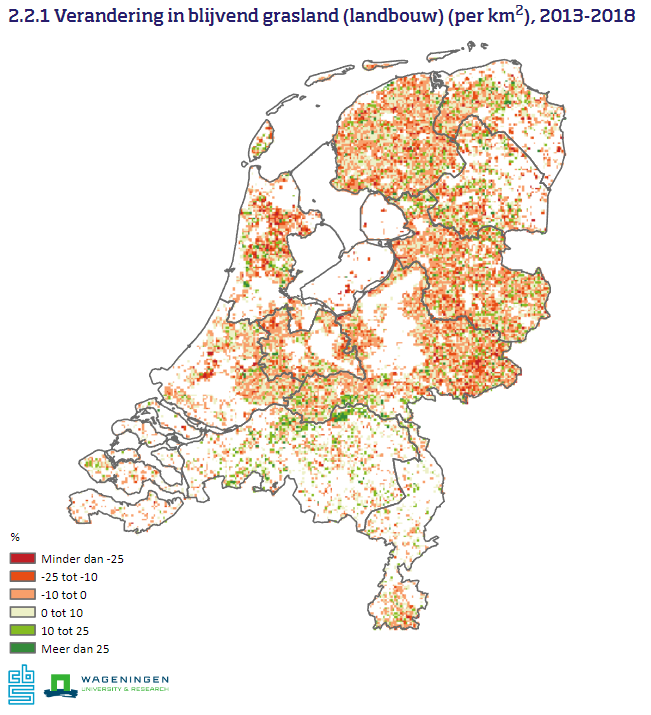 2.2.1 Verandering in blijvend grasland (landbouw) (per km2), 2013-2018
%
Minder dan -25
-25 tot -10
-10 tot 0
0 tot 10
10 tot 25
Meer dan 25
cbs
WAGENINGEN
UNIVERSITY & RESEARCH